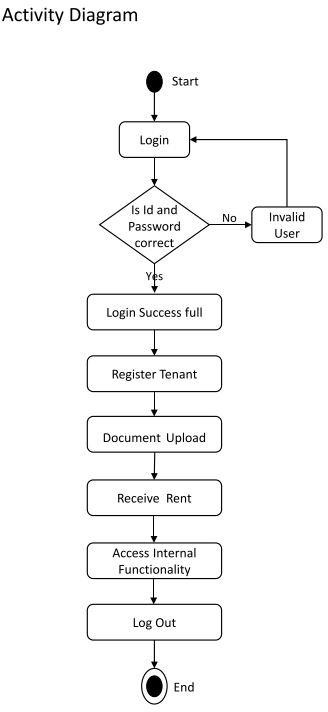 Activity Diagram
Start
Login
Is Id and
Password
correct
No
Invalid
User
Yes
Login Success full
Register Tenant
Document Upload
Receive Rent
Access Internal
Functionality
Log Out
End